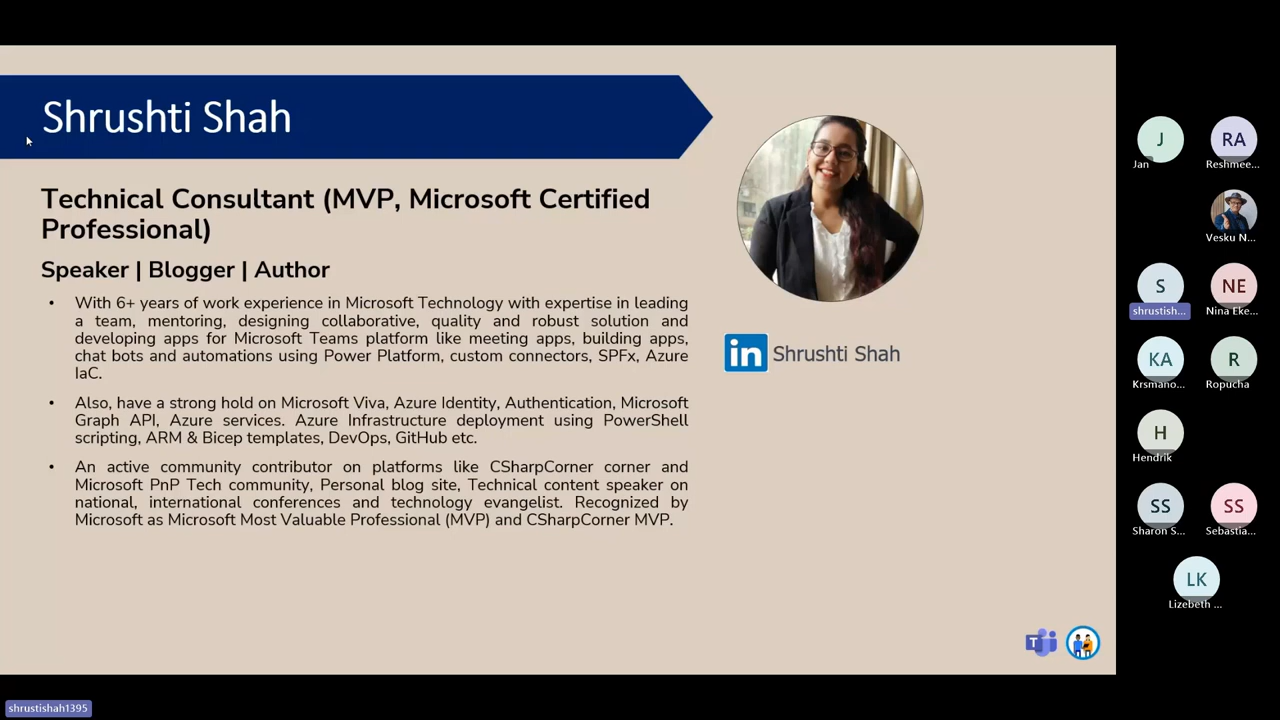 Shrushti Shah
Technical Consultant (MVP, Microsoft Certified
Professional)
Speaker | Blogger | Author
• With 6+ years of work experience in Microsoft Technology with expertise in leading
a team, mentoring, designing collaborative, quality and robust solution and
developing apps for Microsoft Teams platform like meeting apps, building apps,
chat bots and automations using Power Platform, custom connectors, SPFx, Azure
IaC.
• Also, have a strong hold on Microsoft Viva, Azure Identity, Authentication, Microsoft
Graph API, Azure services. Azure Infrastructure deployment using PowerShell
scripting, ARM & Bicep templates, DevOps, GitHub etc.
• An active community contributor on platforms like CSharpCorner corner and
Microsoft PnP Tech community, Personal blog site, Technical content speaker on
national, international conferences and technology evangelist. Recognized by
Microsoft as Microsoft Most Valuable Professional (MVP) and CSharpCorner MVP.
in Shrushti Shah
T
J
Jan
RA
Reshmee...
Vesku N...
S
shrustish...
NE
Nina Eke...
KA
Krsmano...
R
Ropucha
H
Hendrik
SS
Sharon S...
SS
Sebastia...
LK
Lizebeth ...
shrustishah1395